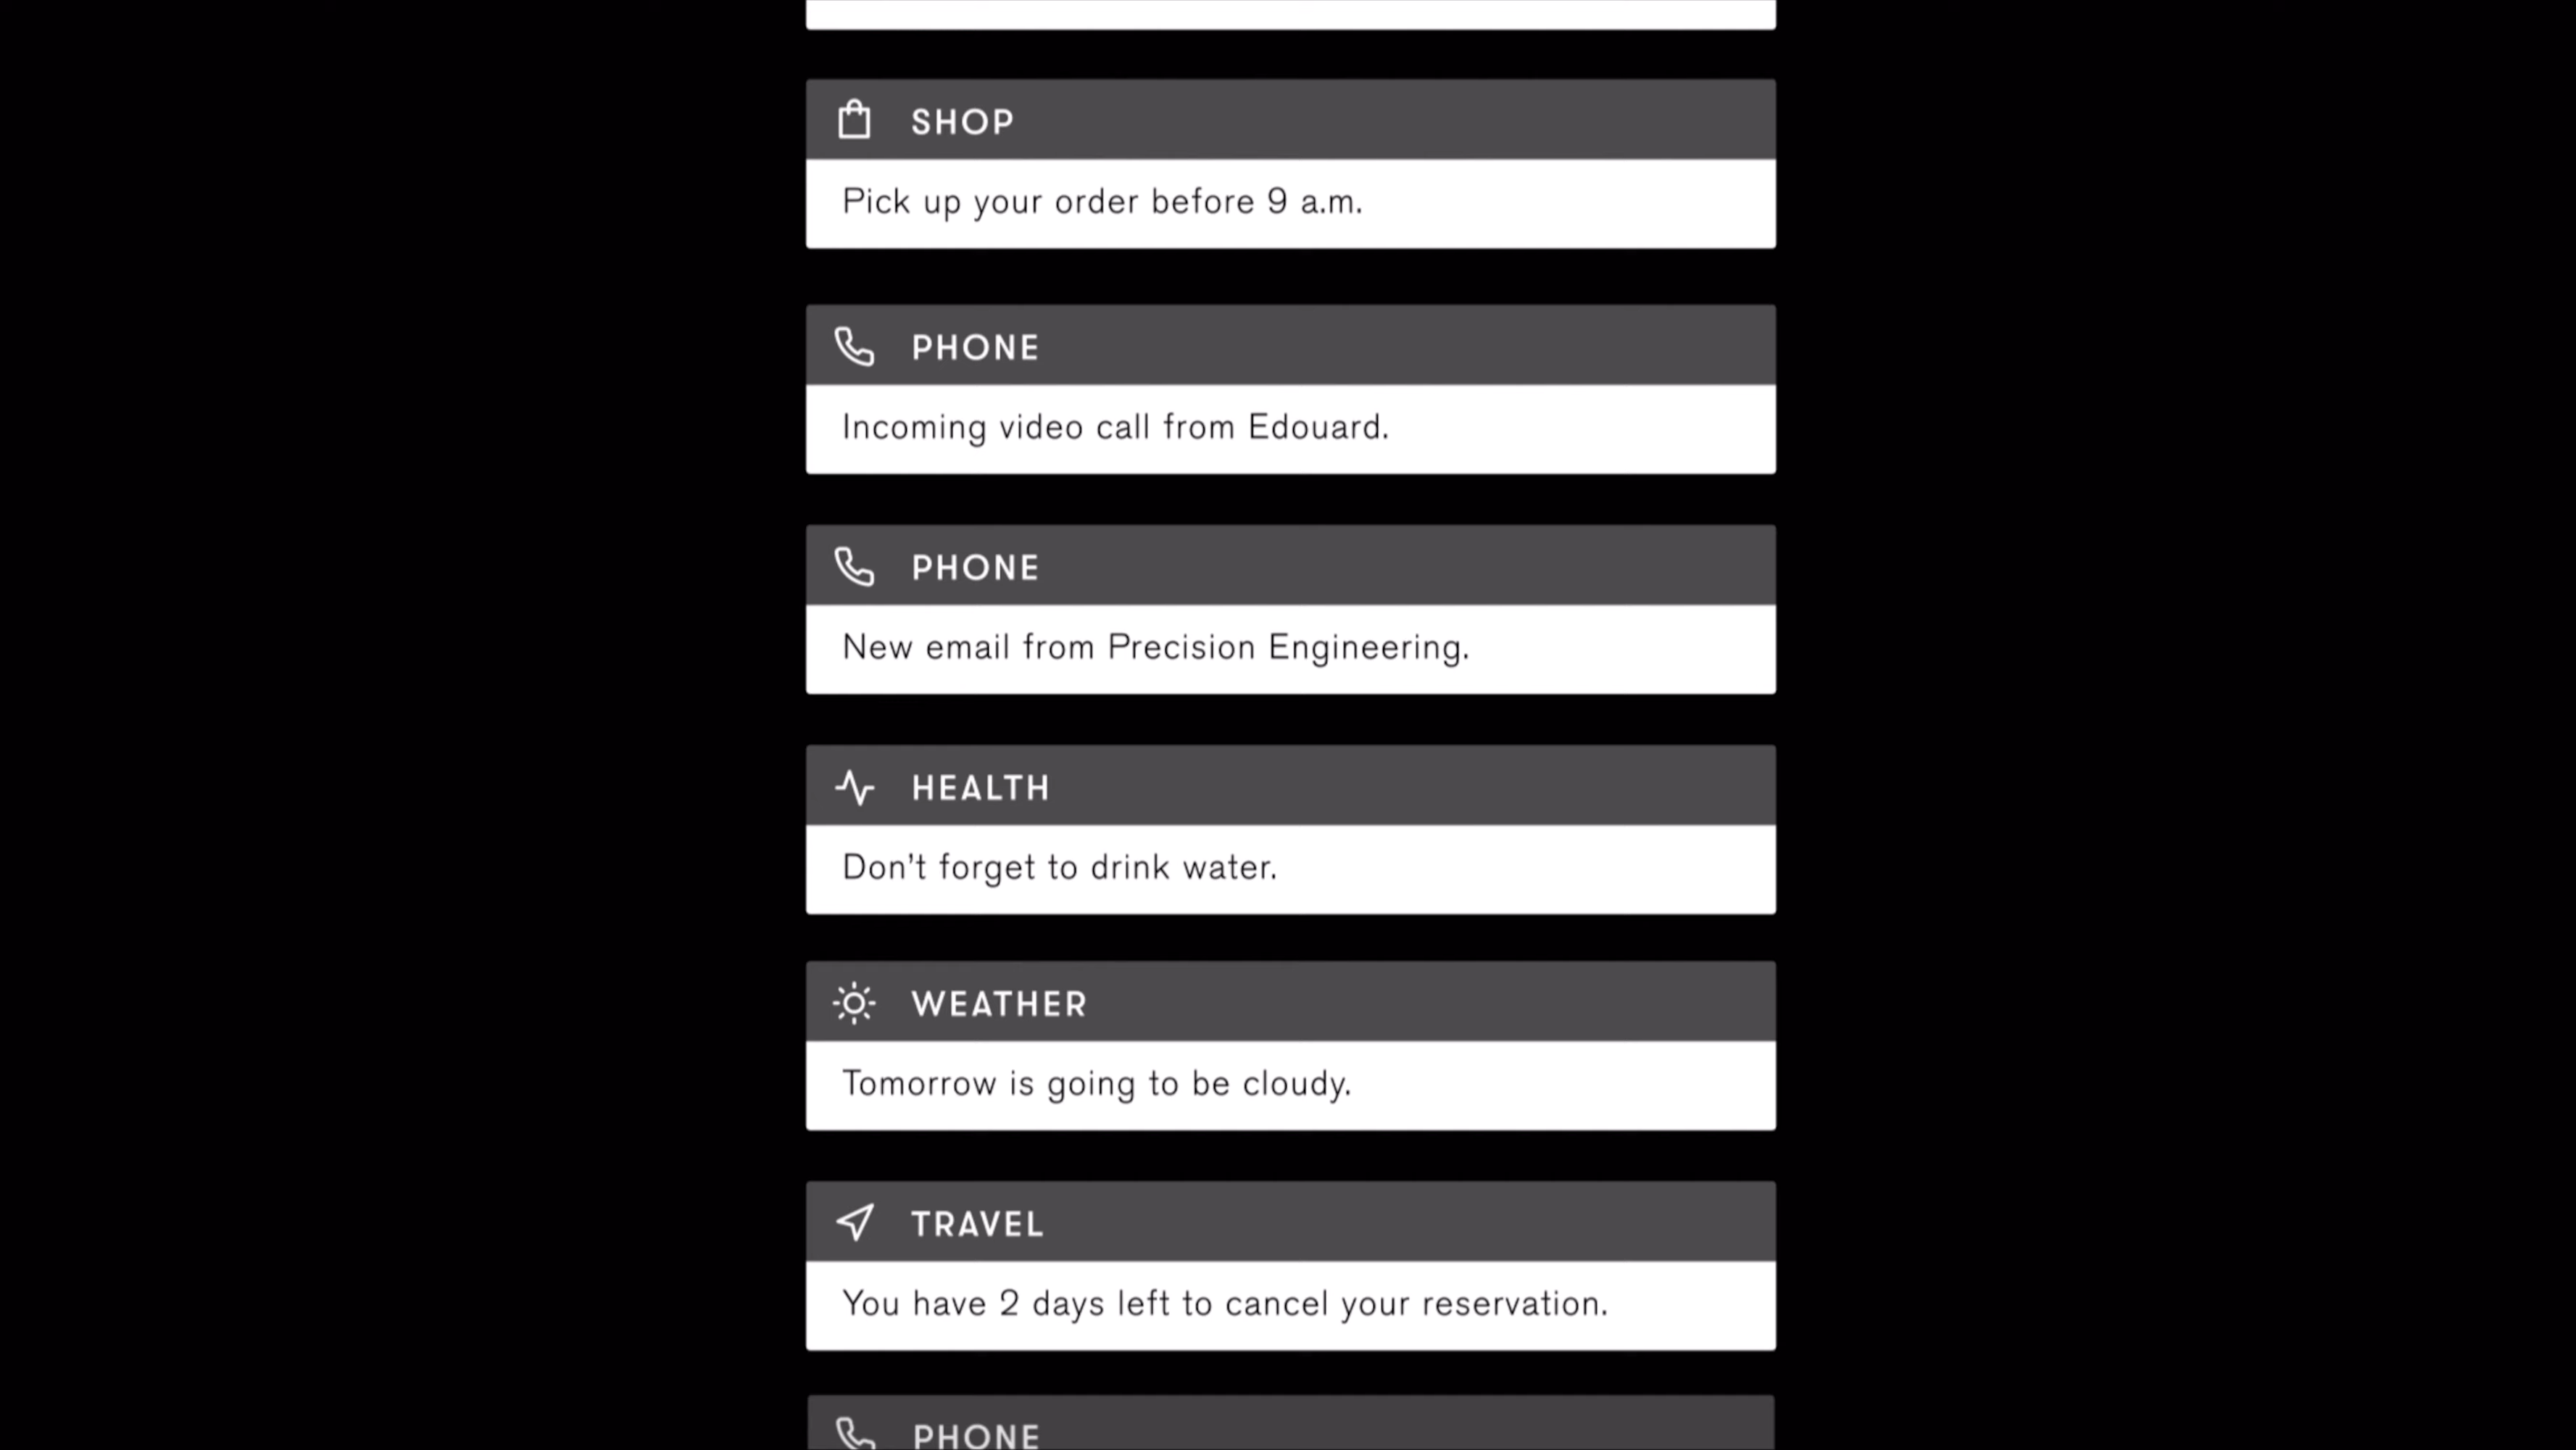 SHOP
Pick up your order before 9 a.m.
PHONE
Incoming video call from Edouard.
PHONE
New email from Precision Engineering.
HEALTH
Don’t forget to drink water.
WEATHER
Tomorrow is going to be cloudy.
TRAVEL
You have 2 days left to cancel your reservation.
PHONE